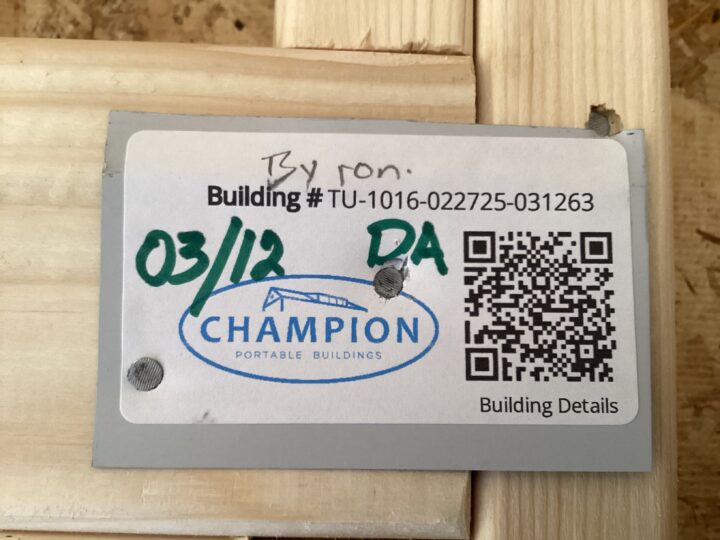 Byron.
Building # TU-1016-022725-031263
03/12 DA
CHAMPION
PORTABLE BUILDINGS
Building Details